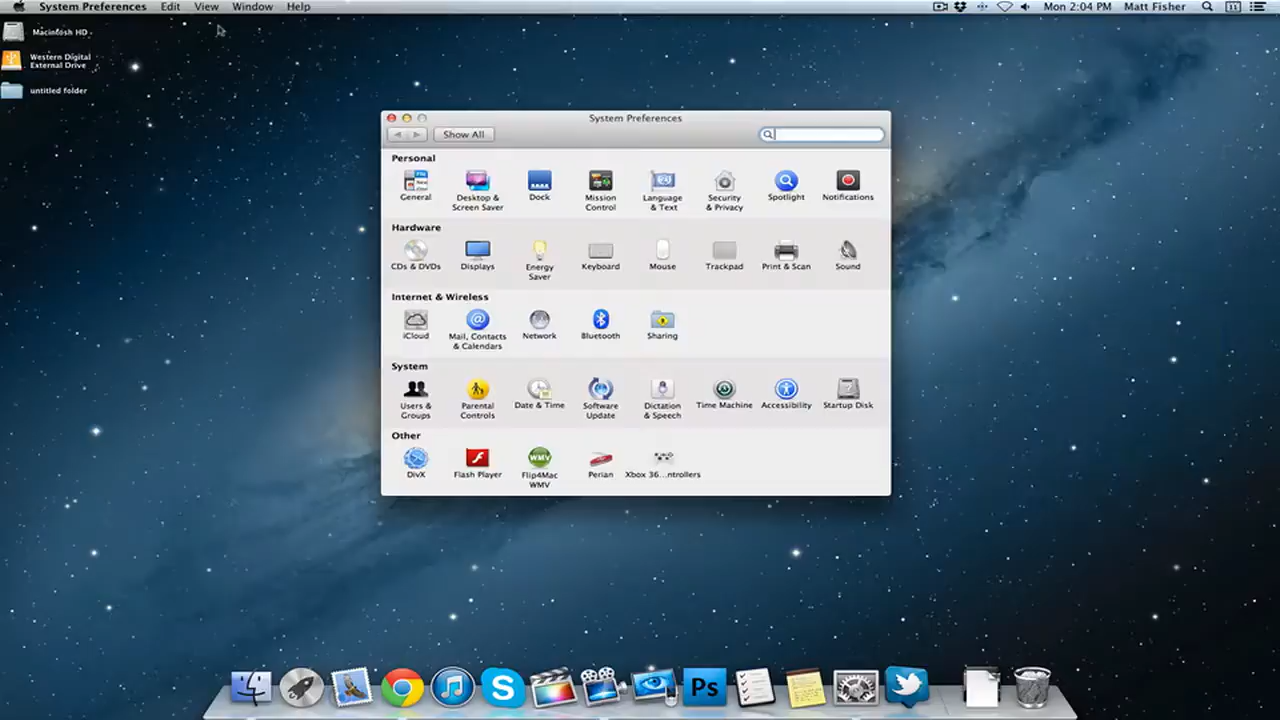 System Preferences Edit View Window Help Mon 2:04 PM Matt Fisher
Macintosh HD
Western Digital
External Drive
untitled folder
System Preferences
Show All
Personal
General
Desktop &
Screen Saver
Dock
Mission
Control
Language
& Text
Security
& Privacy
Spotlight
Notifications
Hardware
CDs & DVDs
Displays
Energy
Saver
Keyboard
Mouse
Trackpad
Print & Scan
Sound
Internet & Wireless
iCloud
Mail, Contacts
& Calendars
Network
Bluetooth
Sharing
System
Users &
Groups
Parental
Controls
Date & Time
Software
Update
Dictation
& Speech
Time Machine
Accessibility
Startup Disk
Other
DivX
Flash Player
WMV
Flip4Mac
WMV
Perian
Xbox 36...ntrollers
Ps